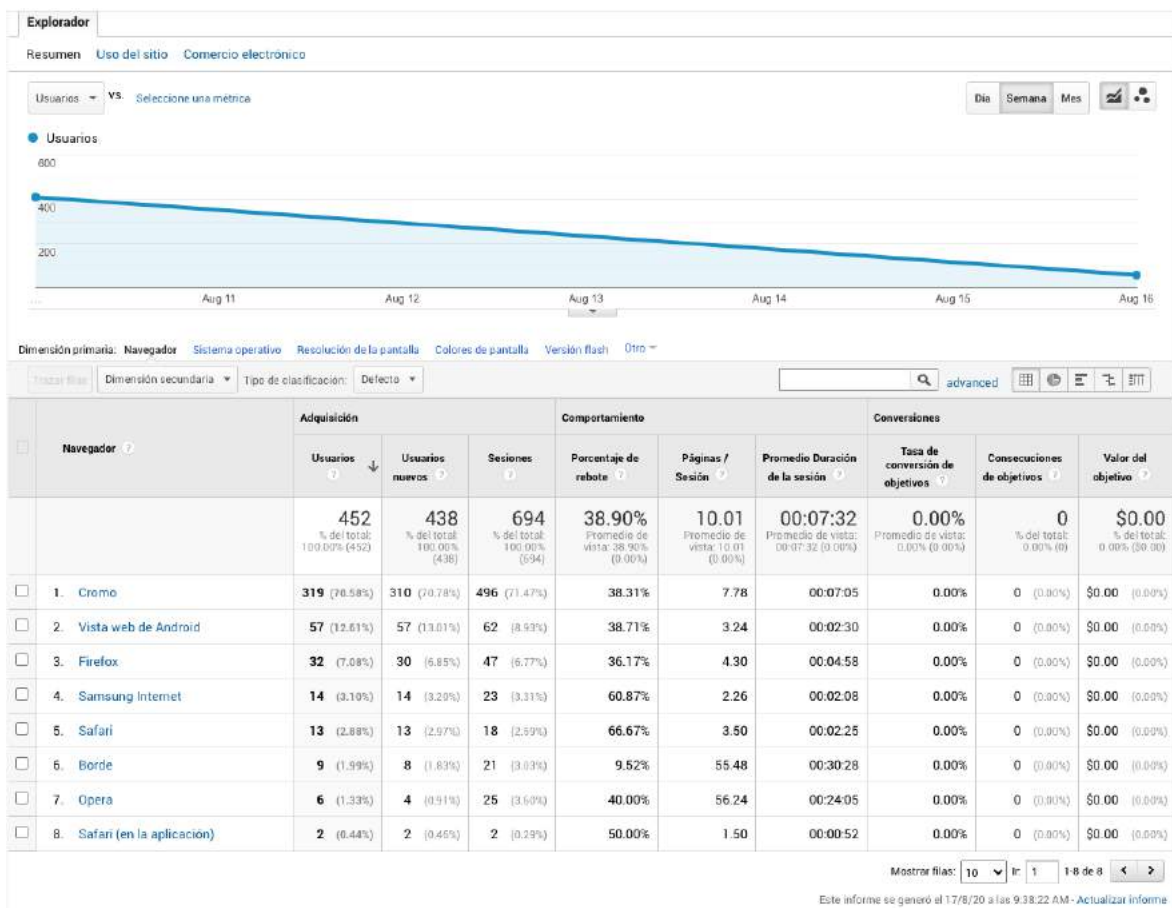 Explorador
Resumen Uso del sitio Comercio electrónico
Usuarios VS. Seleccione una métrica Día Semana Mes
Usuarios
600
400
200
... Aug 11 Aug 12 Aug 13 Aug 14 Aug 15 Aug 16
Dimensión primaria: Navegador Sistema operativo Resolución de la pantalla Colores de pantalla Versión flash Otro
Trazar filas Dimensión secundaria Tipo de clasificación: Defecto advanced
Adquisición Comportamiento Conversiones
Navegador Usuarios Usuarios nuevos Sesiones Porcentaje de rebote Páginas / Sesión Promedio Duración de la sesión Tasa de conversión de objetivos Consecuciones de objetivos Valor del objetivo
452 438 694 38.90% 10.01 00:07:32 0.00% 0 $0.00
% del total: 100.00% (452) % del total: 100.00% (438) % del total: 100.00% (694) Promedio de vista: 38.90% (0.00%) Promedio de vista: 10.01 (0.00%) Promedio de vista: 00:07:32 (0.00%) Promedio de vista: 0.00% (0.00%) % del total: 0.00% (0) % del total: 0.00% ($0.00)
1. Cromo 319 (70.58%) 310 (70.78%) 496 (71.47%) 38.31% 7.78 00:07:05 0.00% 0 (0.00%) $0.00 (0.00%)
2. Vista web de Android 57 (12.61%) 57 (13.01%) 62 (8.93%) 38.71% 3.24 00:02:30 0.00% 0 (0.00%) $0.00 (0.00%)
3. Firefox 32 (7.08%) 30 (6.85%) 47 (6.77%) 36.17% 4.30 00:04:58 0.00% 0 (0.00%) $0.00 (0.00%)
4. Samsung Internet 14 (3.10%) 14 (3.20%) 23 (3.31%) 60.87% 2.26 00:02:08 0.00% 0 (0.00%) $0.00 (0.00%)
5. Safari 13 (2.88%) 13 (2.97%) 18 (2.59%) 66.67% 3.50 00:02:25 0.00% 0 (0.00%) $0.00 (0.00%)
6. Borde 9 (1.99%) 8 (1.83%) 21 (3.03%) 9.52% 55.48 00:30:28 0.00% 0 (0.00%) $0.00 (0.00%)
7. Opera 6 (1.33%) 4 (0.91%) 25 (3.60%) 40.00% 56.24 00:24:05 0.00% 0 (0.00%) $0.00 (0.00%)
8. Safari (en la aplicación) 2 (0.44%) 2 (0.46%) 2 (0.29%) 50.00% 1.50 00:00:52 0.00% 0 (0.00%) $0.00 (0.00%)
Mostrar filas: 10 Ir: 1 1-8 de 8
Este informe se generó el 17/8/20 a las 9:38:22 AM - Actualizar informe